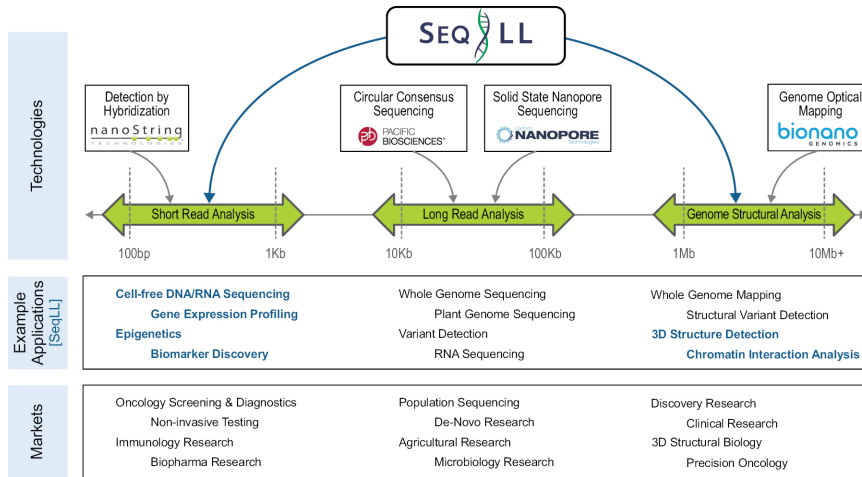 SEQLL
Technologies
Detection by
Hybridization
nanoString
TECHNOLOGIES
Circular Consensus
Sequencing
PACIFIC
BIOSCIENCES®
Solid State Nanopore
Sequencing
NANOPORE
Technologies
Genome Optical
Mapping
bionano
GENOMICS
Short Read Analysis
Long Read Analysis
Genome Structural Analysis
100bp
1Kb
10Kb
100Kb
1Mb
10Mb+
Example
Applications
[SeqLL]
Cell-free DNA/RNA Sequencing
Gene Expression Profiling
Epigenetics
Biomarker Discovery
Whole Genome Sequencing
Plant Genome Sequencing
Variant Detection
RNA Sequencing
Whole Genome Mapping
Structural Variant Detection
3D Structure Detection
Chromatin Interaction Analysis
Markets
Oncology Screening & Diagnostics
Non-invasive Testing
Immunology Research
Biopharma Research
Population Sequencing
De-Novo Research
Agricultural Research
Microbiology Research
Discovery Research
Clinical Research
3D Structural Biology
Precision Oncology